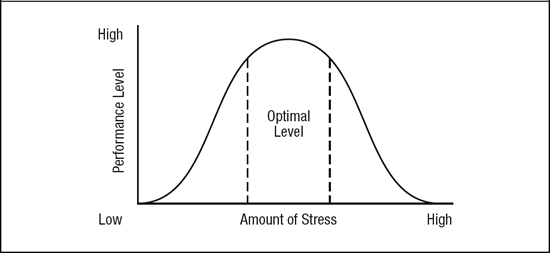 High
Performance Level
Optimal
Level
Low
Amount of Stress
High